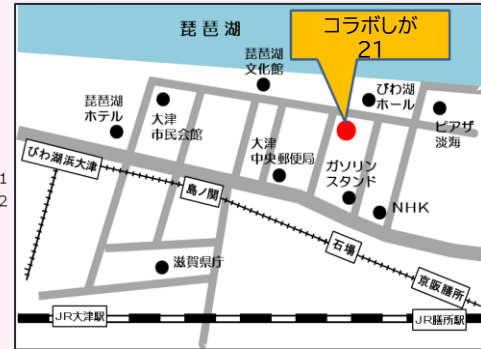 琵琶湖
コラボしが
21
琵琶湖
文化館
びわ湖
ホール
琵琶湖
ホテル
大津
市民会館
ピアザ
淡海
びわ湖浜大津
大津
中央郵便局
ガソリン
スタンド
1
2
島ノ関
NHK
石場
滋賀県庁
京阪膳所
JR大津駅
JR膳所駅